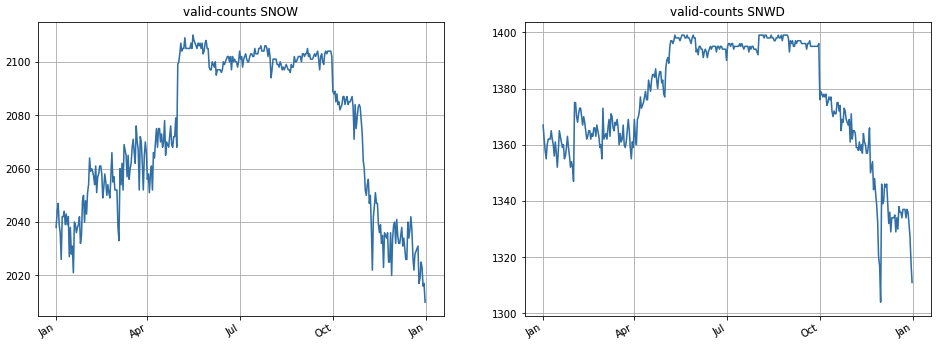 valid-counts SNOW
2100
2080
2060
2040
2020
Jan
Apr
Jul
Oct
Jan
valid-counts SNWD
1400
1380
1360
1340
1320
1300
Jan
Apr
Jul
Oct
Jan